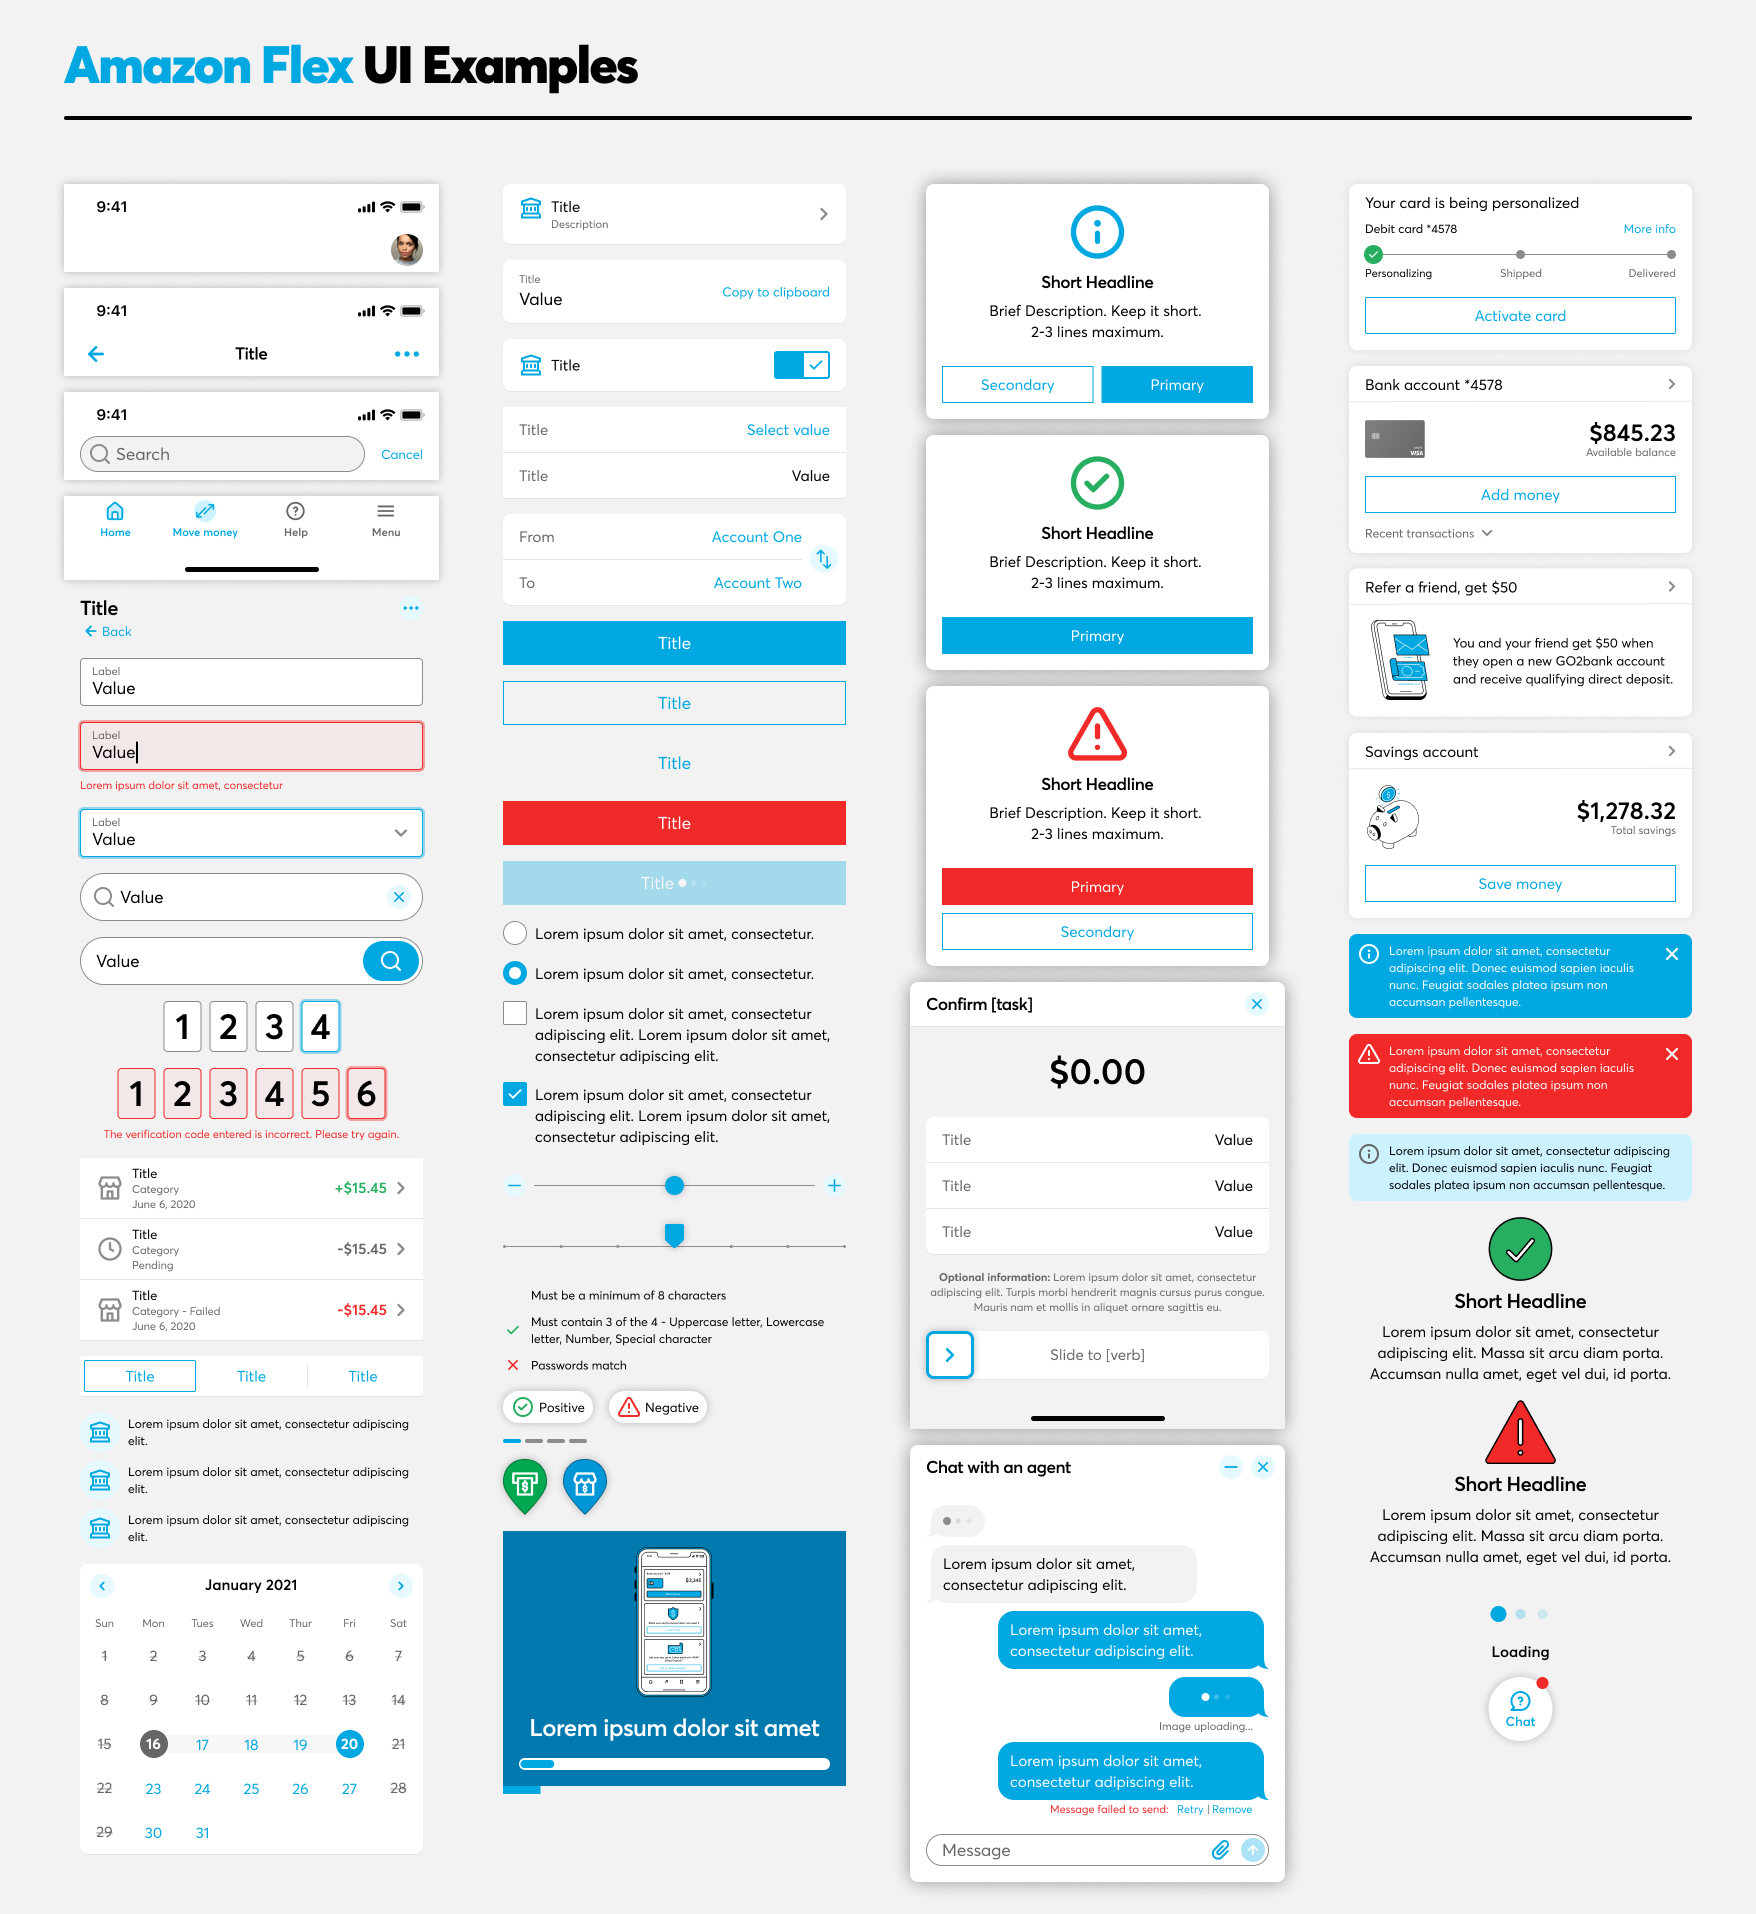 Amazon Flex UI Examples
9:41
9:41
Title
9:41
Search
Cancel
Home
Move money
Help
Menu
Title
Back
Label
Value
Label
Value
Lorem ipsum dolor sit amet, consectetur
Label
Value
Value
Value
1 2 3 4
1 2 3 4 5 6
The verification code entered is incorrect. Please try again.
Title
Category
June 6, 2020
+$15.45
Title
Category
Pending
-$15.45
Title
Category - Failed
June 6, 2020
-$15.45
Title Title Title
Lorem ipsum dolor sit amet, consectetur adipiscing
elit.
Lorem ipsum dolor sit amet, consectetur adipiscing
elit.
Lorem ipsum dolor sit amet, consectetur adipiscing
elit.
January 2021
Sun Mon Tues Wed Thur Fri Sat
1 2 3 4 5 6 7
8 9 10 11 12 13 14
15 16 17 18 19 20 21
22 23 24 25 26 27 28
29 30 31
Title
Description
Title
Value
Copy to clipboard
Title
Title
Select value
Title
Value
From
Account One
To
Account Two
Title
Title
Title
Title
Title
Lorem ipsum dolor sit amet, consectetur.
Lorem ipsum dolor sit amet, consectetur.
Lorem ipsum dolor sit amet, consectetur
adipiscing elit. Lorem ipsum dolor sit amet,
consectetur adipiscing elit.
Lorem ipsum dolor sit amet, consectetur
adipiscing elit. Lorem ipsum dolor sit amet,
consectetur adipiscing elit.
Must be a minimum of 8 characters
Must contain 3 of the 4 - Uppercase letter, Lowercase
letter, Number, Special character
Passwords match
Positive
Negative
Lorem ipsum dolor sit amet
Short Headline
Brief Description. Keep it short.
2-3 lines maximum.
Secondary
Primary
Short Headline
Brief Description. Keep it short.
2-3 lines maximum.
Primary
Short Headline
Brief Description. Keep it short.
2-3 lines maximum.
Primary
Secondary
Confirm [task]
$0.00
Title
Value
Title
Value
Title
Value
Optional information: Lorem ipsum dolor sit amet, consectetur
adipiscing elit. Turpis morbi hendrerit magnis cursus purus congue.
Mauris nam et mollis in aliquet ornare sagittis eu.
Slide to [verb]
Chat with an agent
Lorem ipsum dolor sit amet,
consectetur adipiscing elit.
Lorem ipsum dolor sit amet,
consectetur adipiscing elit.
Image uploading...
Lorem ipsum dolor sit amet,
consectetur adipiscing elit.
Message failed to send: Retry | Remove
Message
Your card is being personalized
Debit card *4578
More info
Personalizing
Shipped
Delivered
Activate card
Bank account *4578
VISA
$845.23
Available balance
Add money
Recent transactions
Refer a friend, get $50
You and your friend get $50 when
they open a new GO2bank account
and receive qualifying direct deposit.
Savings account
$1,278.32
Total savings
Save money
Lorem ipsum dolor sit amet, consectetur
adipiscing elit. Donec euismod sapien iaculis
nunc. Feugiat sodales platea ipsum non
accumsan pellentesque.
Lorem ipsum dolor sit amet, consectetur
adipiscing elit. Donec euismod sapien iaculis
nunc. Feugiat sodales platea ipsum non
accumsan pellentesque.
Lorem ipsum dolor sit amet, consectetur adipiscing
elit. Donec euismod sapien iaculis nunc. Feugiat
sodales platea ipsum non accumsan pellentesque.
Short Headline
Lorem ipsum dolor sit amet, consectetur
adipiscing elit. Massa sit arcu diam porta.
Accumsan nulla amet, eget vel dui, id porta.
Short Headline
Lorem ipsum dolor sit amet, consectetur
adipiscing elit. Massa sit arcu diam porta.
Accumsan nulla amet, eget vel dui, id porta.
Loading
Chat